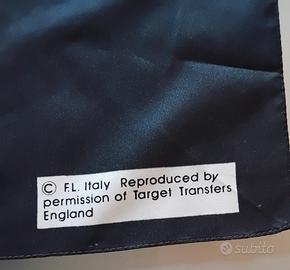 © F.L. Italy Reproduced by
permission of Target Transfers
England
subito